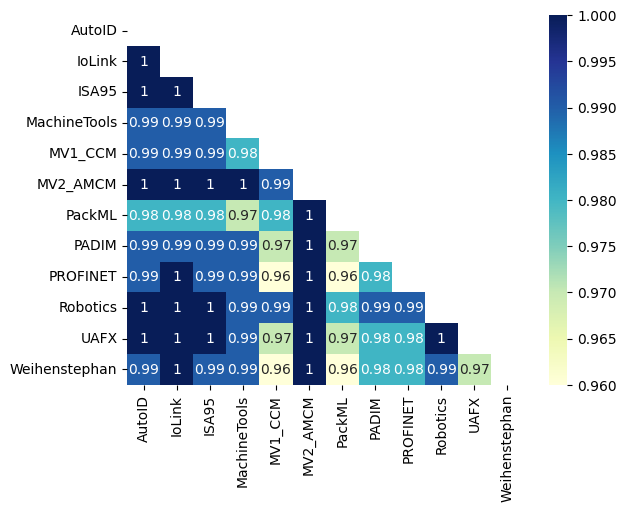 AutoID
IoLink 1
ISA95 1 1
MachineTools 0.99 0.99 0.99
MV1_CCM 0.99 0.99 0.99 0.98
MV2_AMCM 1 1 1 1 0.99
PackML 0.98 0.98 0.98 0.97 0.98 1
PADIM 0.99 0.99 0.99 0.99 0.97 1 0.97
PROFINET 0.99 1 0.99 0.99 0.96 1 0.96 0.98
Robotics 1 1 1 0.99 0.99 1 0.98 0.99 0.99
UAFX 1 1 1 0.99 0.97 1 0.97 0.98 0.98 1
Weihenstephan 0.99 1 0.99 0.99 0.96 1 0.96 0.98 0.98 0.99 0.97
AutoID
IoLink
ISA95
MachineTools
MV1_CCM
MV2_AMCM
PackML
PADIM
PROFINET
Robotics
UAFX
Weihenstephan
1.000
0.995
0.990
0.985
0.980
0.975
0.970
0.965
0.960